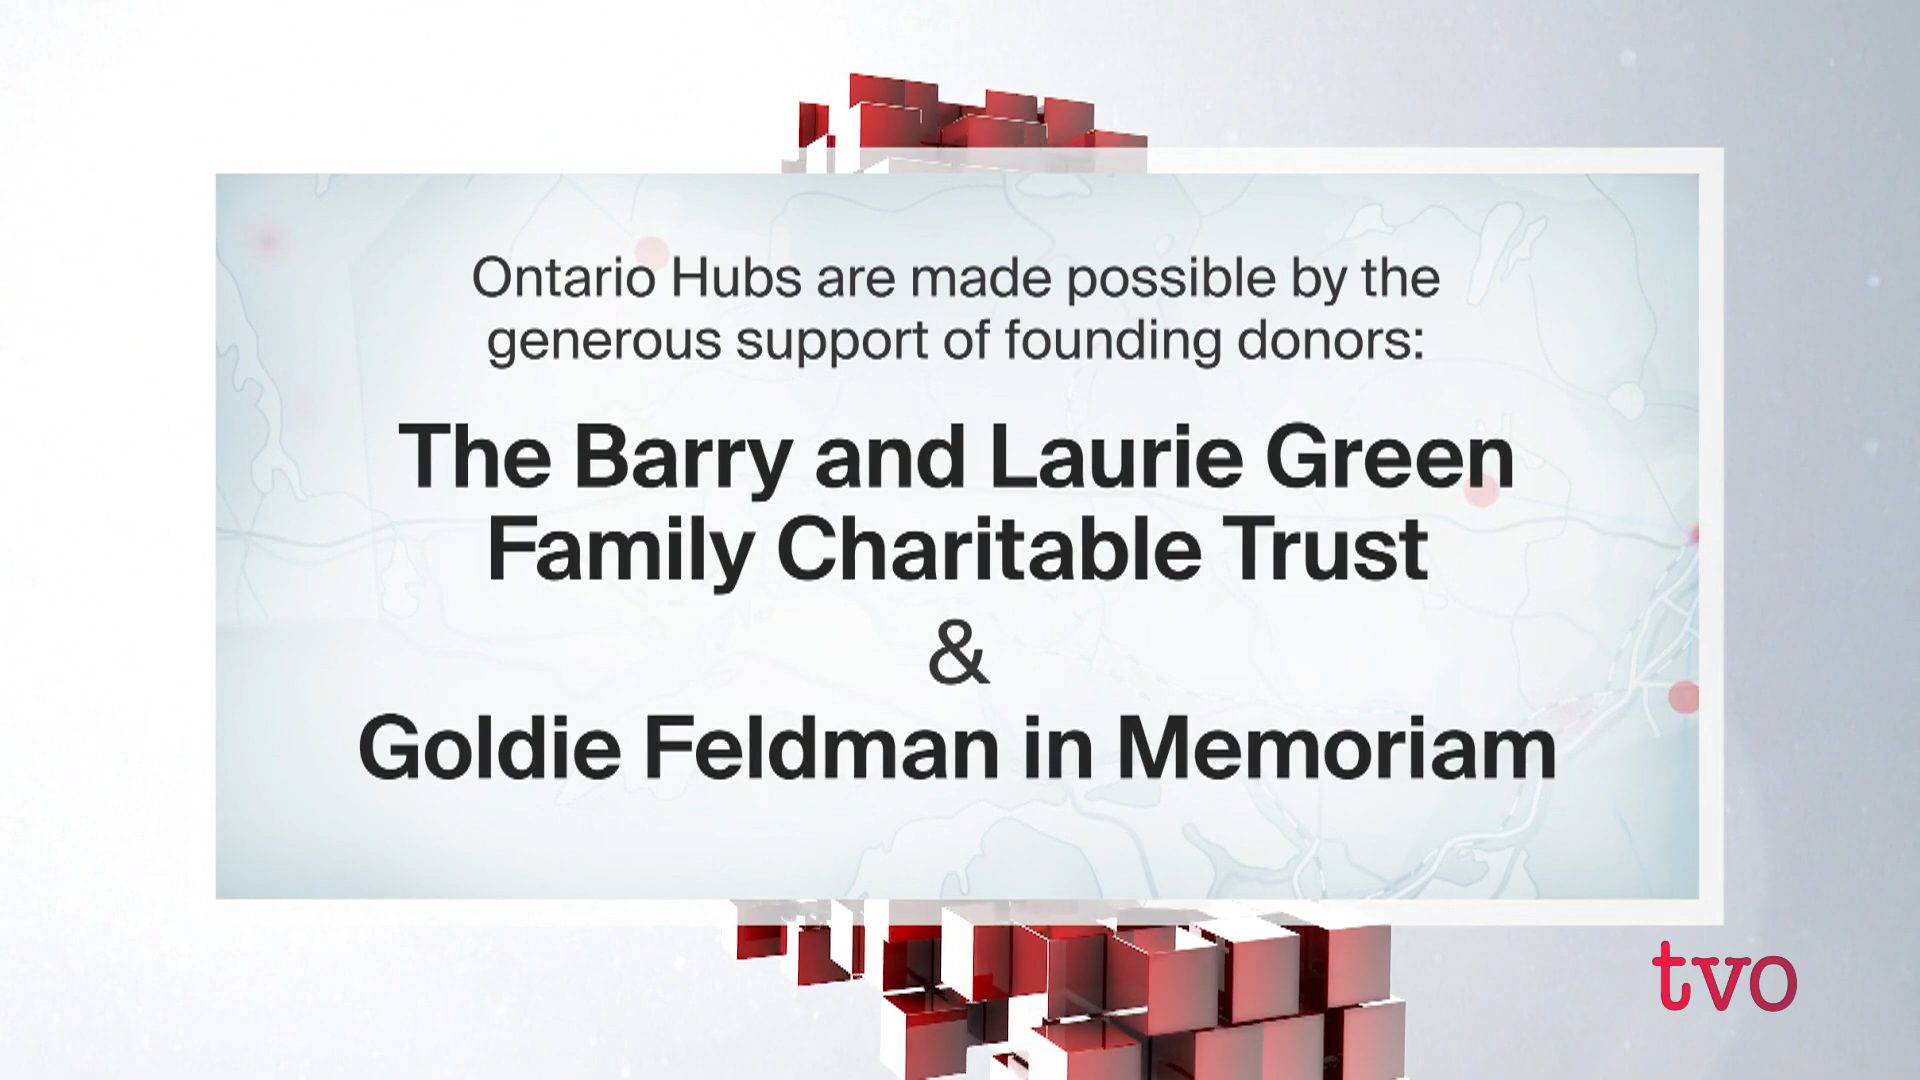 Ontario Hubs are made possible by the
generous support of founding donors:
The Barry and Laurie Green
Family Charitable Trust
&
Goldie Feldman in Memoriam
tvo